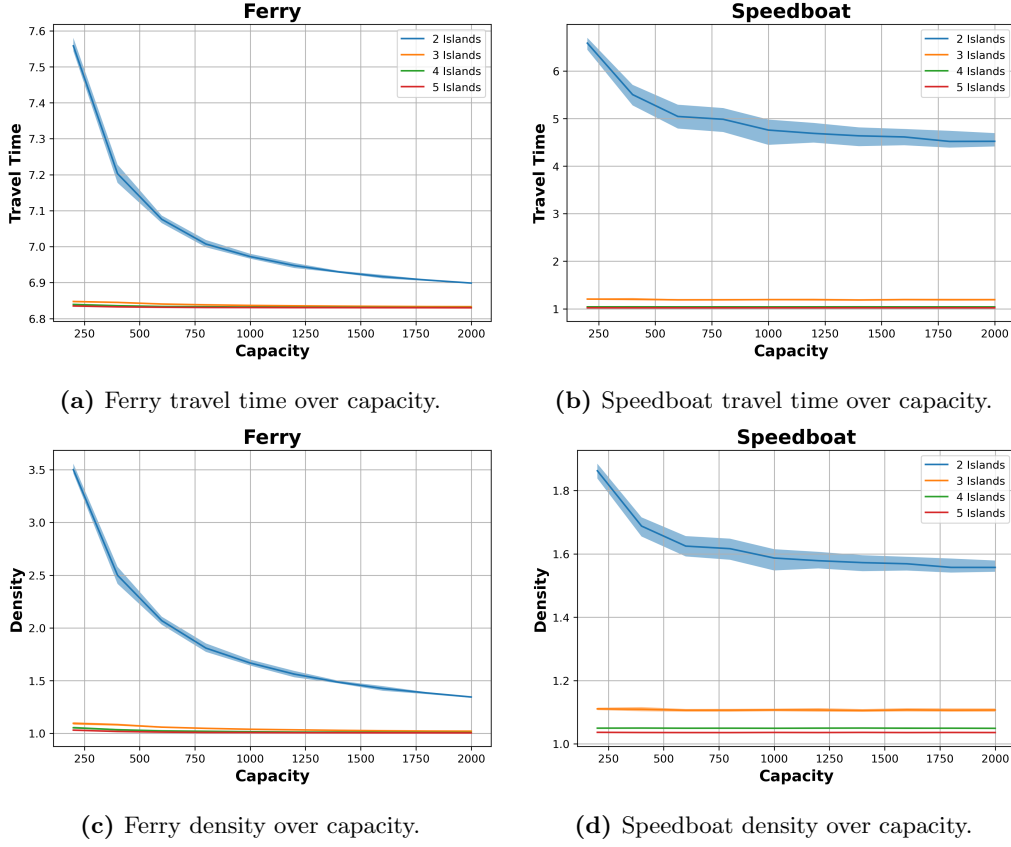 Ferry
7.6
7.5
7.4
7.3
7.2
7.1
7.0
6.9
6.8
Travel Time
2 Islands
3 Islands
4 Islands
5 Islands
250 500 750 1000 1250 1500 1750 2000
Capacity
(a) Ferry travel time over capacity.
Speedboat
6
5
4
3
2
1
Travel Time
2 Islands
3 Islands
4 Islands
5 Islands
250 500 750 1000 1250 1500 1750 2000
Capacity
(b) Speedboat travel time over capacity.
Ferry
3.5
3.0
2.5
2.0
1.5
1.0
Density
250 500 750 1000 1250 1500 1750 2000
Capacity
(c) Ferry density over capacity.
Speedboat
1.8
1.6
1.4
1.2
1.0
Density
2 Islands
3 Islands
4 Islands
5 Islands
250 500 750 1000 1250 1500 1750 2000
Capacity
(d) Speedboat density over capacity.